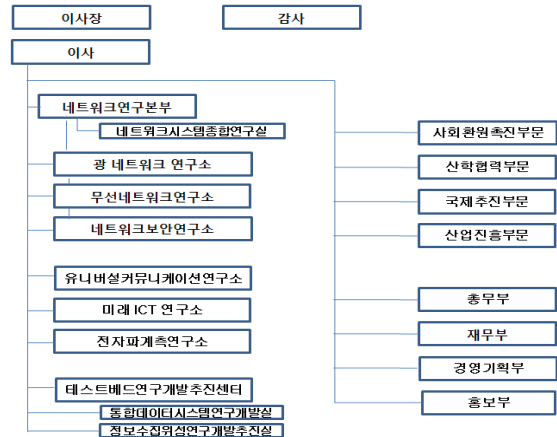 이사장
감사
이사
네트워크연구본부
네트워크시스템종합연구실
광 네트워크 연구소
무선네트워크연구소
네트워크보안연구소
유니버설커뮤니케이션연구소
미래 ICT 연구소
전자파계측연구소
테스트베드연구개발추진센터
통합데이터시스템연구개발실
정보수집위성연구개발추진실
사회환원촉진부문
산학협력부문
국제추진부문
산업진흥부문
총무부
재무부
경영기획부
홍보부